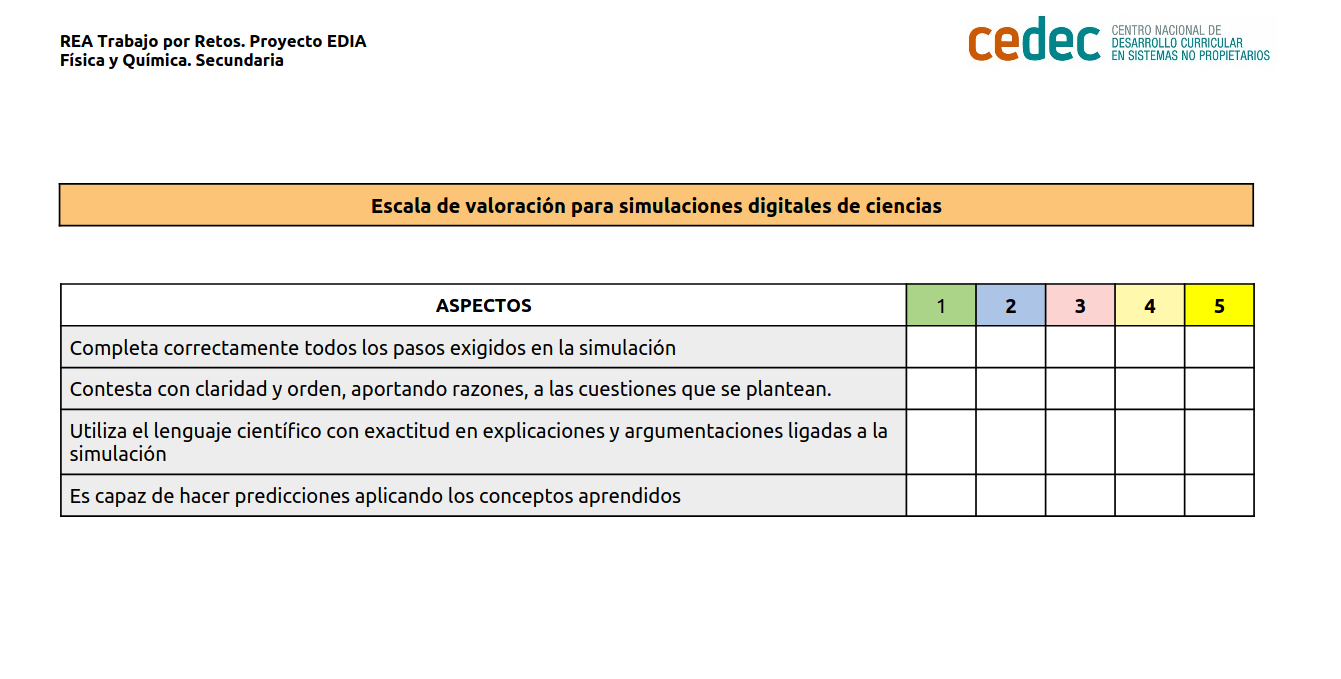 REA Trabajo por Retos. Proyecto EDIA
Física y Química. Secundaria
cedec
CENTRO NACIONAL DE
DESARROLLO CURRICULAR
EN SISTEMAS NO PROPIETARIOS
Escala de valoración para simulaciones digitales de ciencias
ASPECTOS 1 2 3 4 5
Completa correctamente todos los pasos exigidos en la simulación
Contesta con claridad y orden, aportando razones, a las cuestiones que se plantean.
Utiliza el lenguaje científico con exactitud en explicaciones y argumentaciones ligadas a la
simulación
Es capaz de hacer predicciones aplicando los conceptos aprendidos